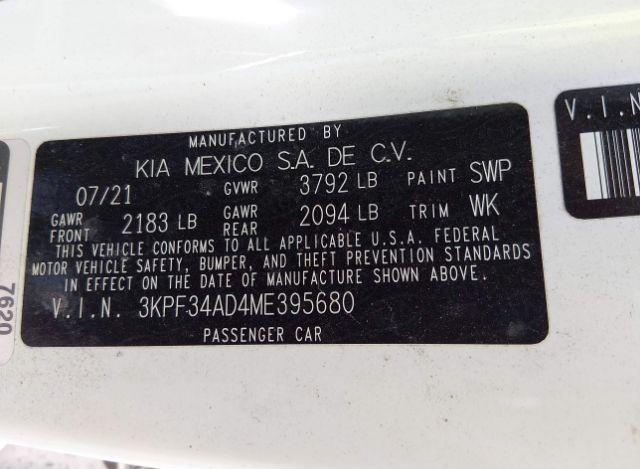 MANUFACTURED BY
KIA MEXICO S.A. DE C.V.
07/21 GVWR 3792 LB PAINT SWP
GAWR FRONT 2183 LB GAWR REAR 2094 LB TRIM WK
THIS VEHICLE CONFORMS TO ALL APPLICABLE U.S.A. FEDERAL
MOTOR VEHICLE SAFETY, BUMPER, AND THEFT PREVENTION STANDARDS
IN EFFECT ON THE DATE OF MANUFACTURE SHOWN ABOVE.
V.I.N. 3KPF34AD4ME395680
PASSENGER CAR
V.I.N
7620